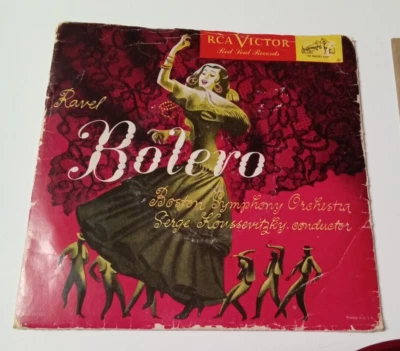 RCA VICTOR
Red Seal Records
Ravel
Bolero
Boston Symphony Orchestra
Serge Koussevitzky, conductor